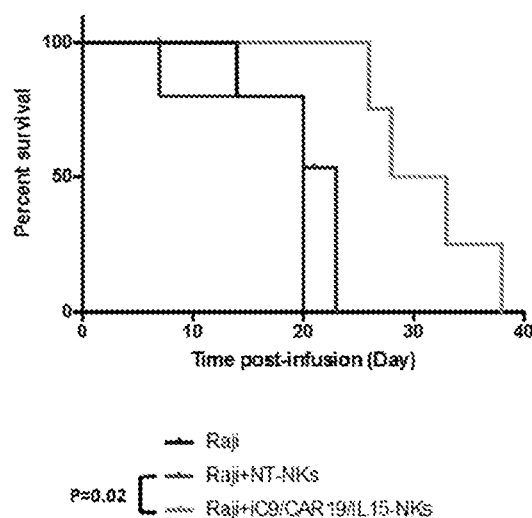 100
50
0
Percent survival
0 10 20 30 40
Time post-infusion (Day)
Raji
Raji+NT-NKs
P=0.02
Raji+iC9/CAR19/IL15-NKs